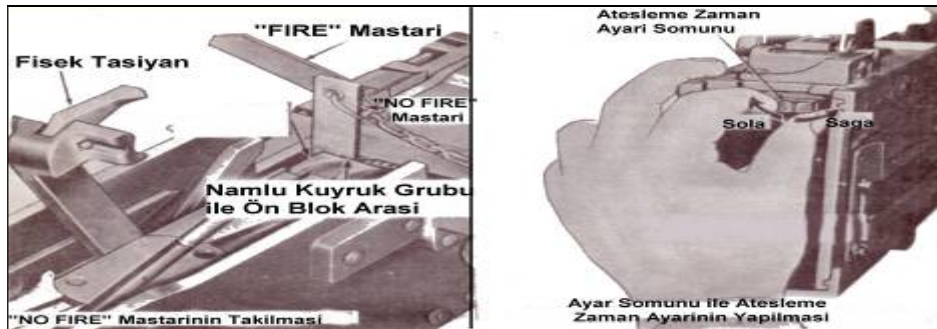 "FIRE" Mastari
Fisek Tasiyan
"NO FIRE"
Mastari
Namlu Kuyruk Grubu
ile Ön Blok Arasi
"NO FIRE" Mastarinin Takilmasi
Atesleme Zaman
Ayari Somunu
Sola
Saga
Ayar Somunu ile Atesleme
Zaman Ayarinin Yapilmasi